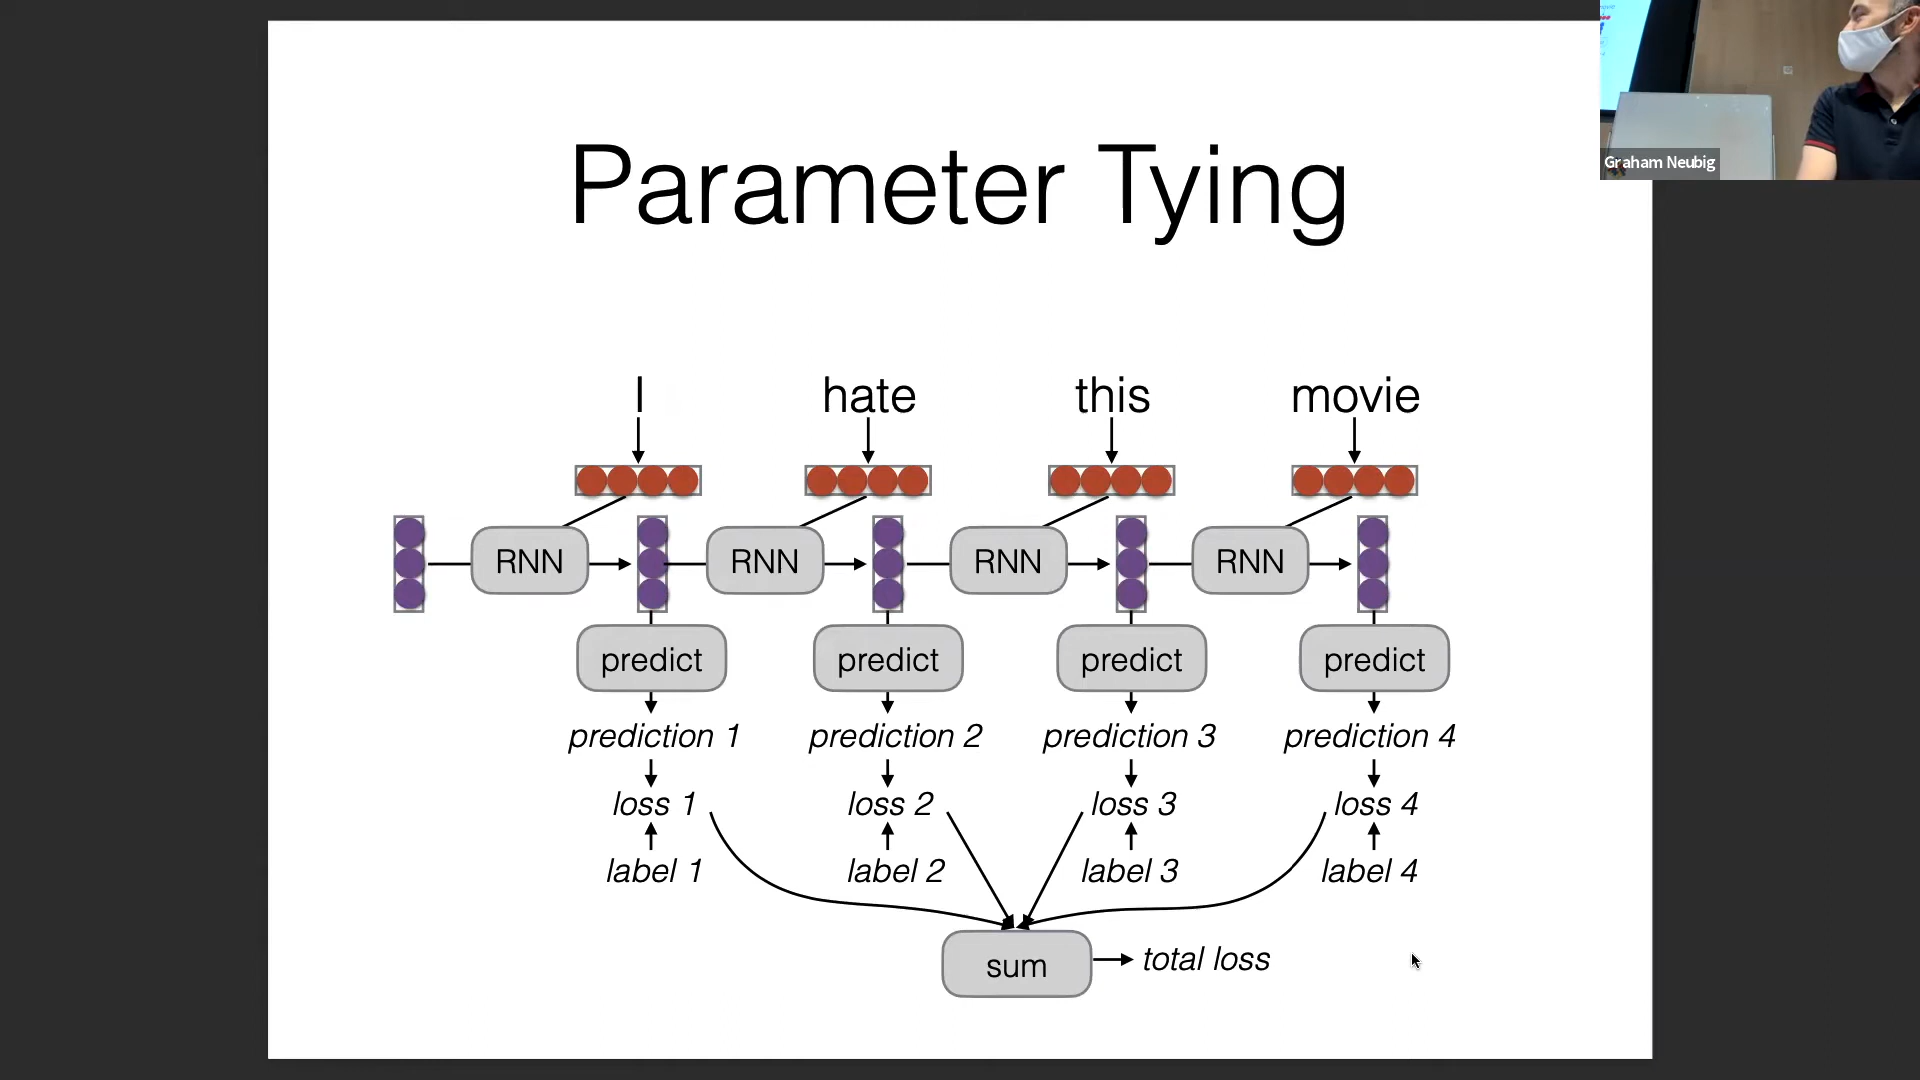 Parameter Tying
Graham Neubig
I hate this movie
RNN RNN RNN RNN
predict predict predict predict
prediction 1 prediction 2 prediction 3 prediction 4
loss 1 loss 2 loss 3 loss 4
label 1 label 2 label 3 label 4
sum total loss